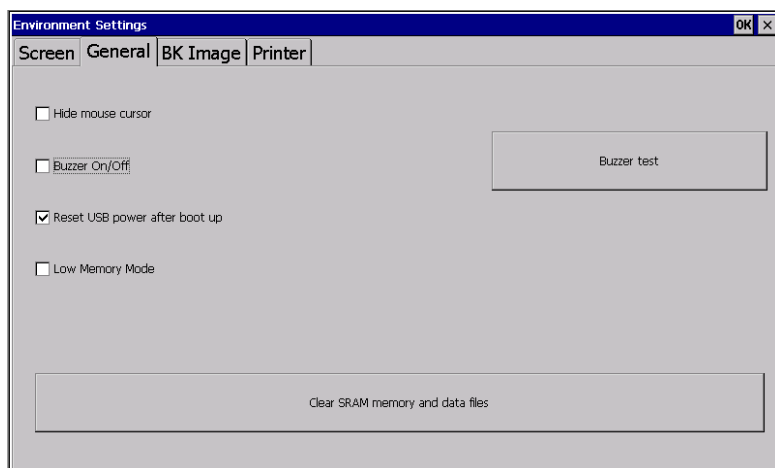 Environment Settings OK ×
Screen General BK Image Printer
Hide mouse cursor
Buzzer On/Off
Buzzer test
Reset USB power after boot up
Low Memory Mode
Clear SRAM memory and data files